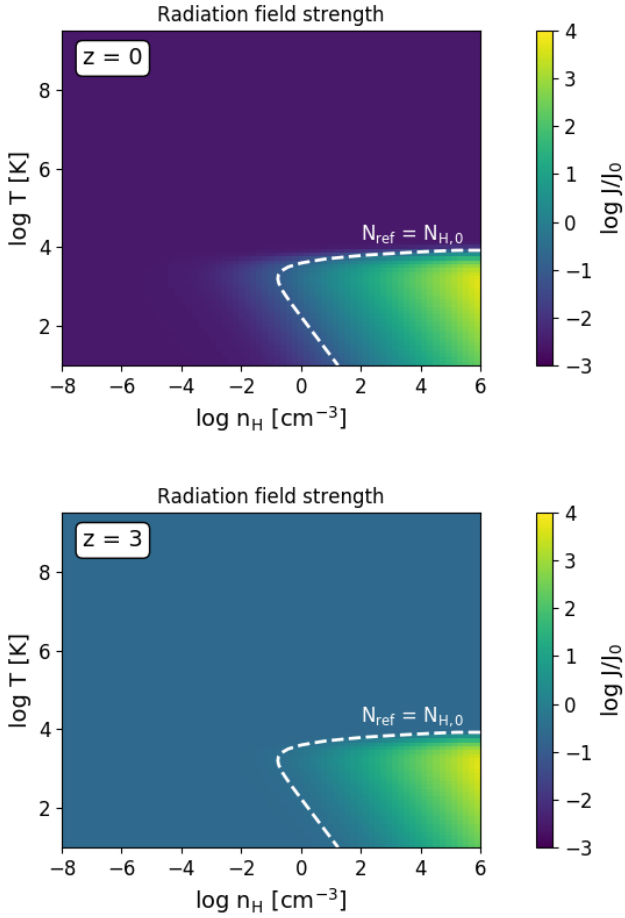 Radiation field strength
z = 0
N_ref = N_H,0
8
6
4
2
log T [K]
−8 −6 −4 −2 0 2 4 6
log n_H [cm⁻³]
4
3
2
1
0
−1
−2
−3
log J/J₀
Radiation field strength
z = 3
N_ref = N_H,0
8
6
4
2
log T [K]
−8 −6 −4 −2 0 2 4 6
log n_H [cm⁻³]
4
3
2
1
0
−1
−2
−3
log J/J₀